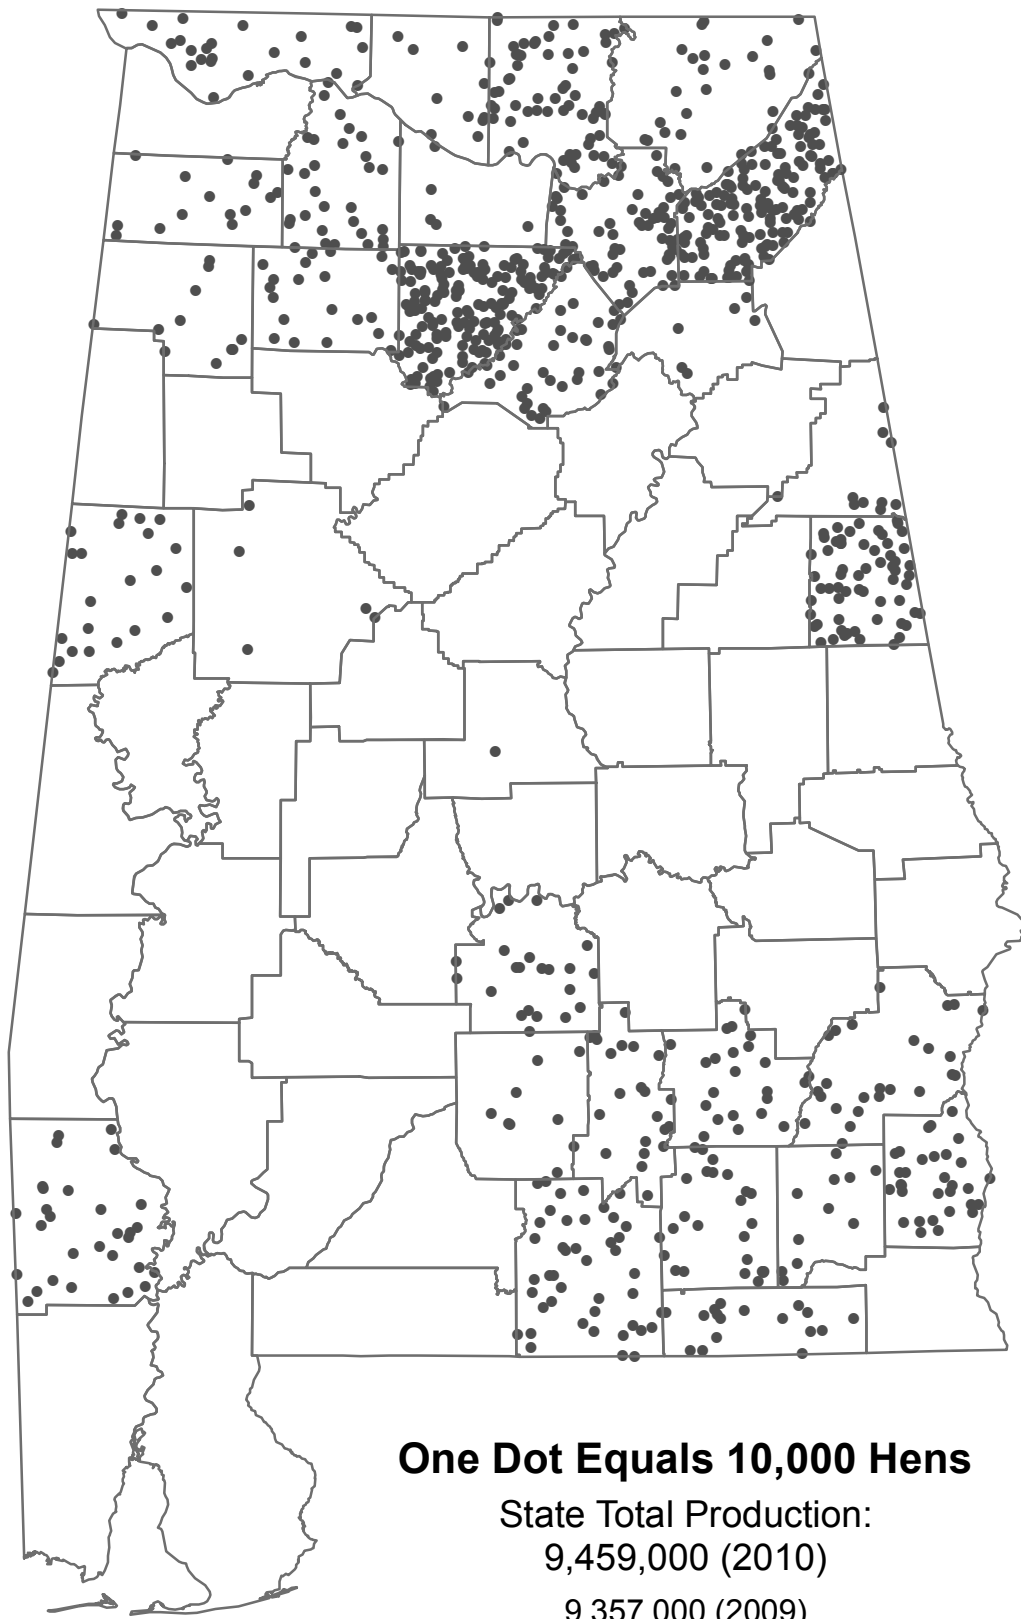 One Dot Equals 10,000 Hens
State Total Production:
9,459,000 (2010)
9,357,000 (2009)